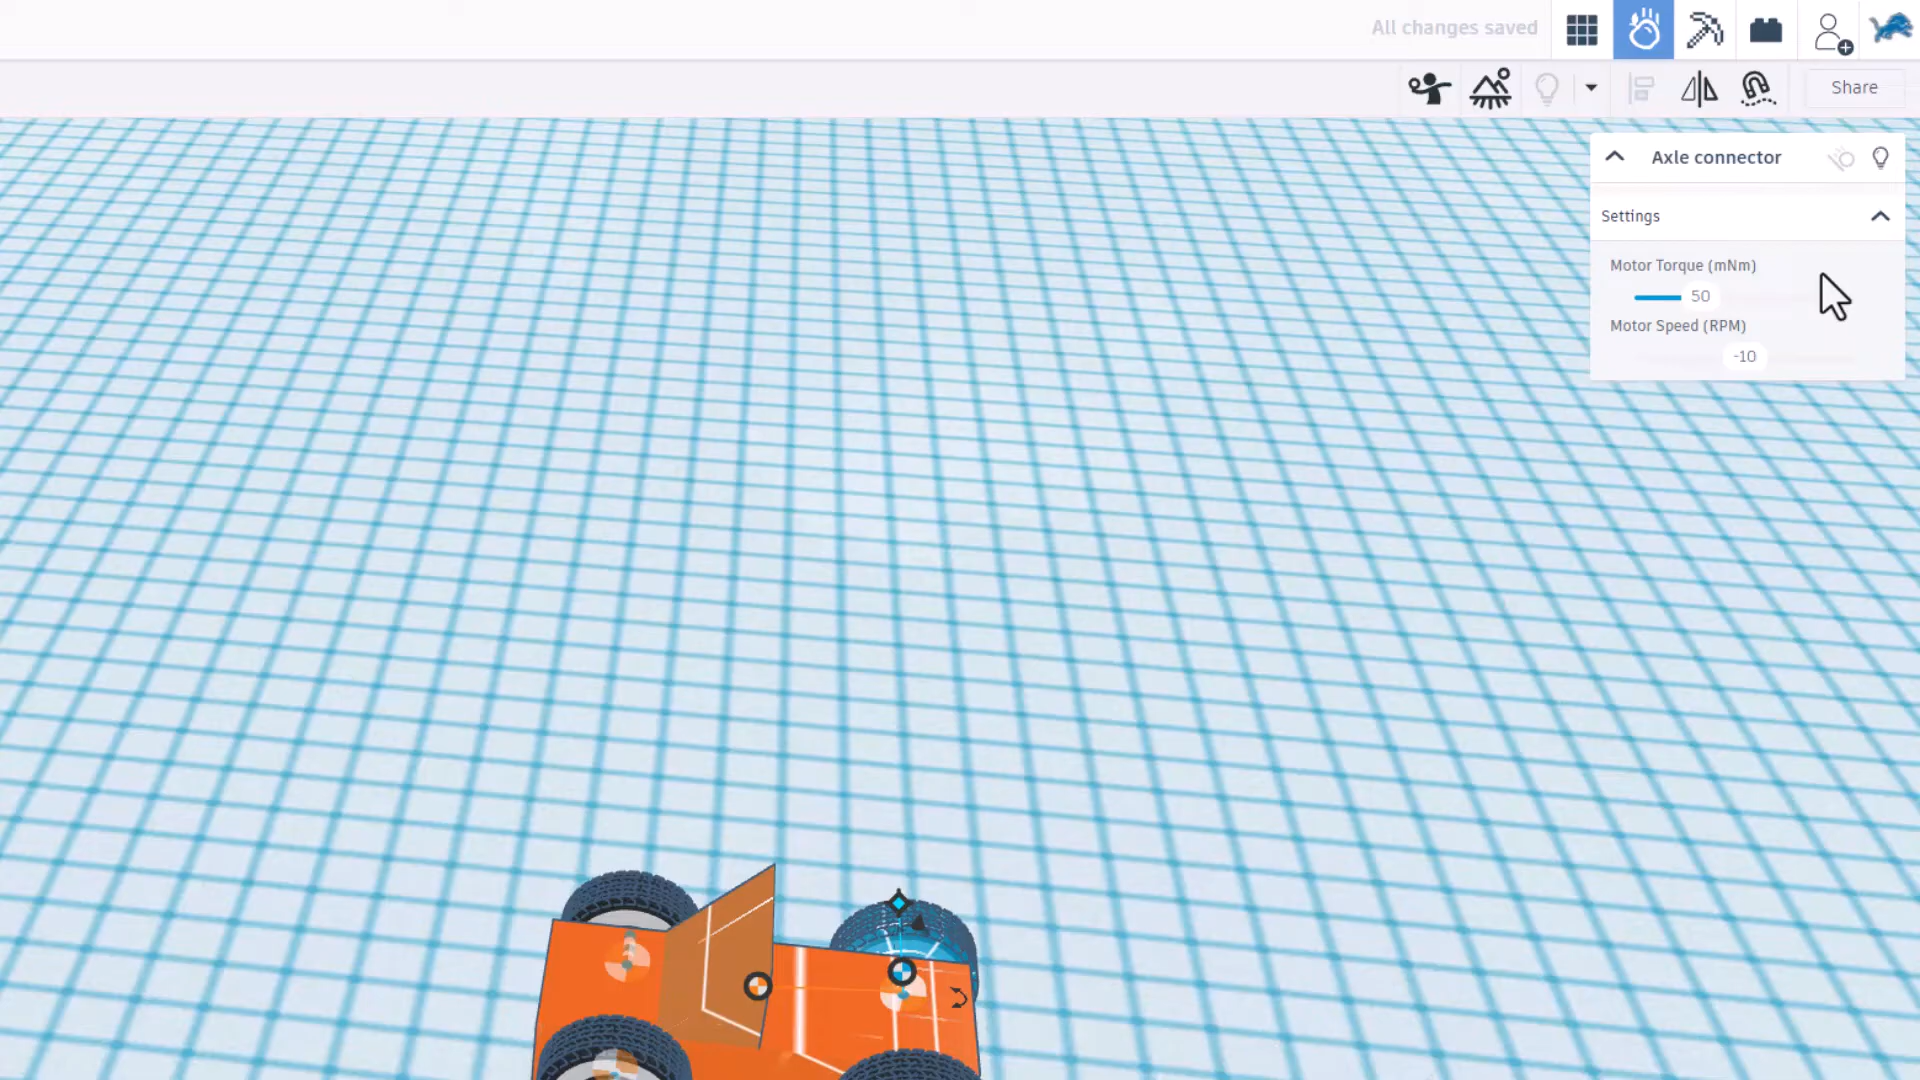 All changes saved
Share
Axle connector
Settings
Motor Torque (mNm)
50
Motor Speed (RPM)
-10